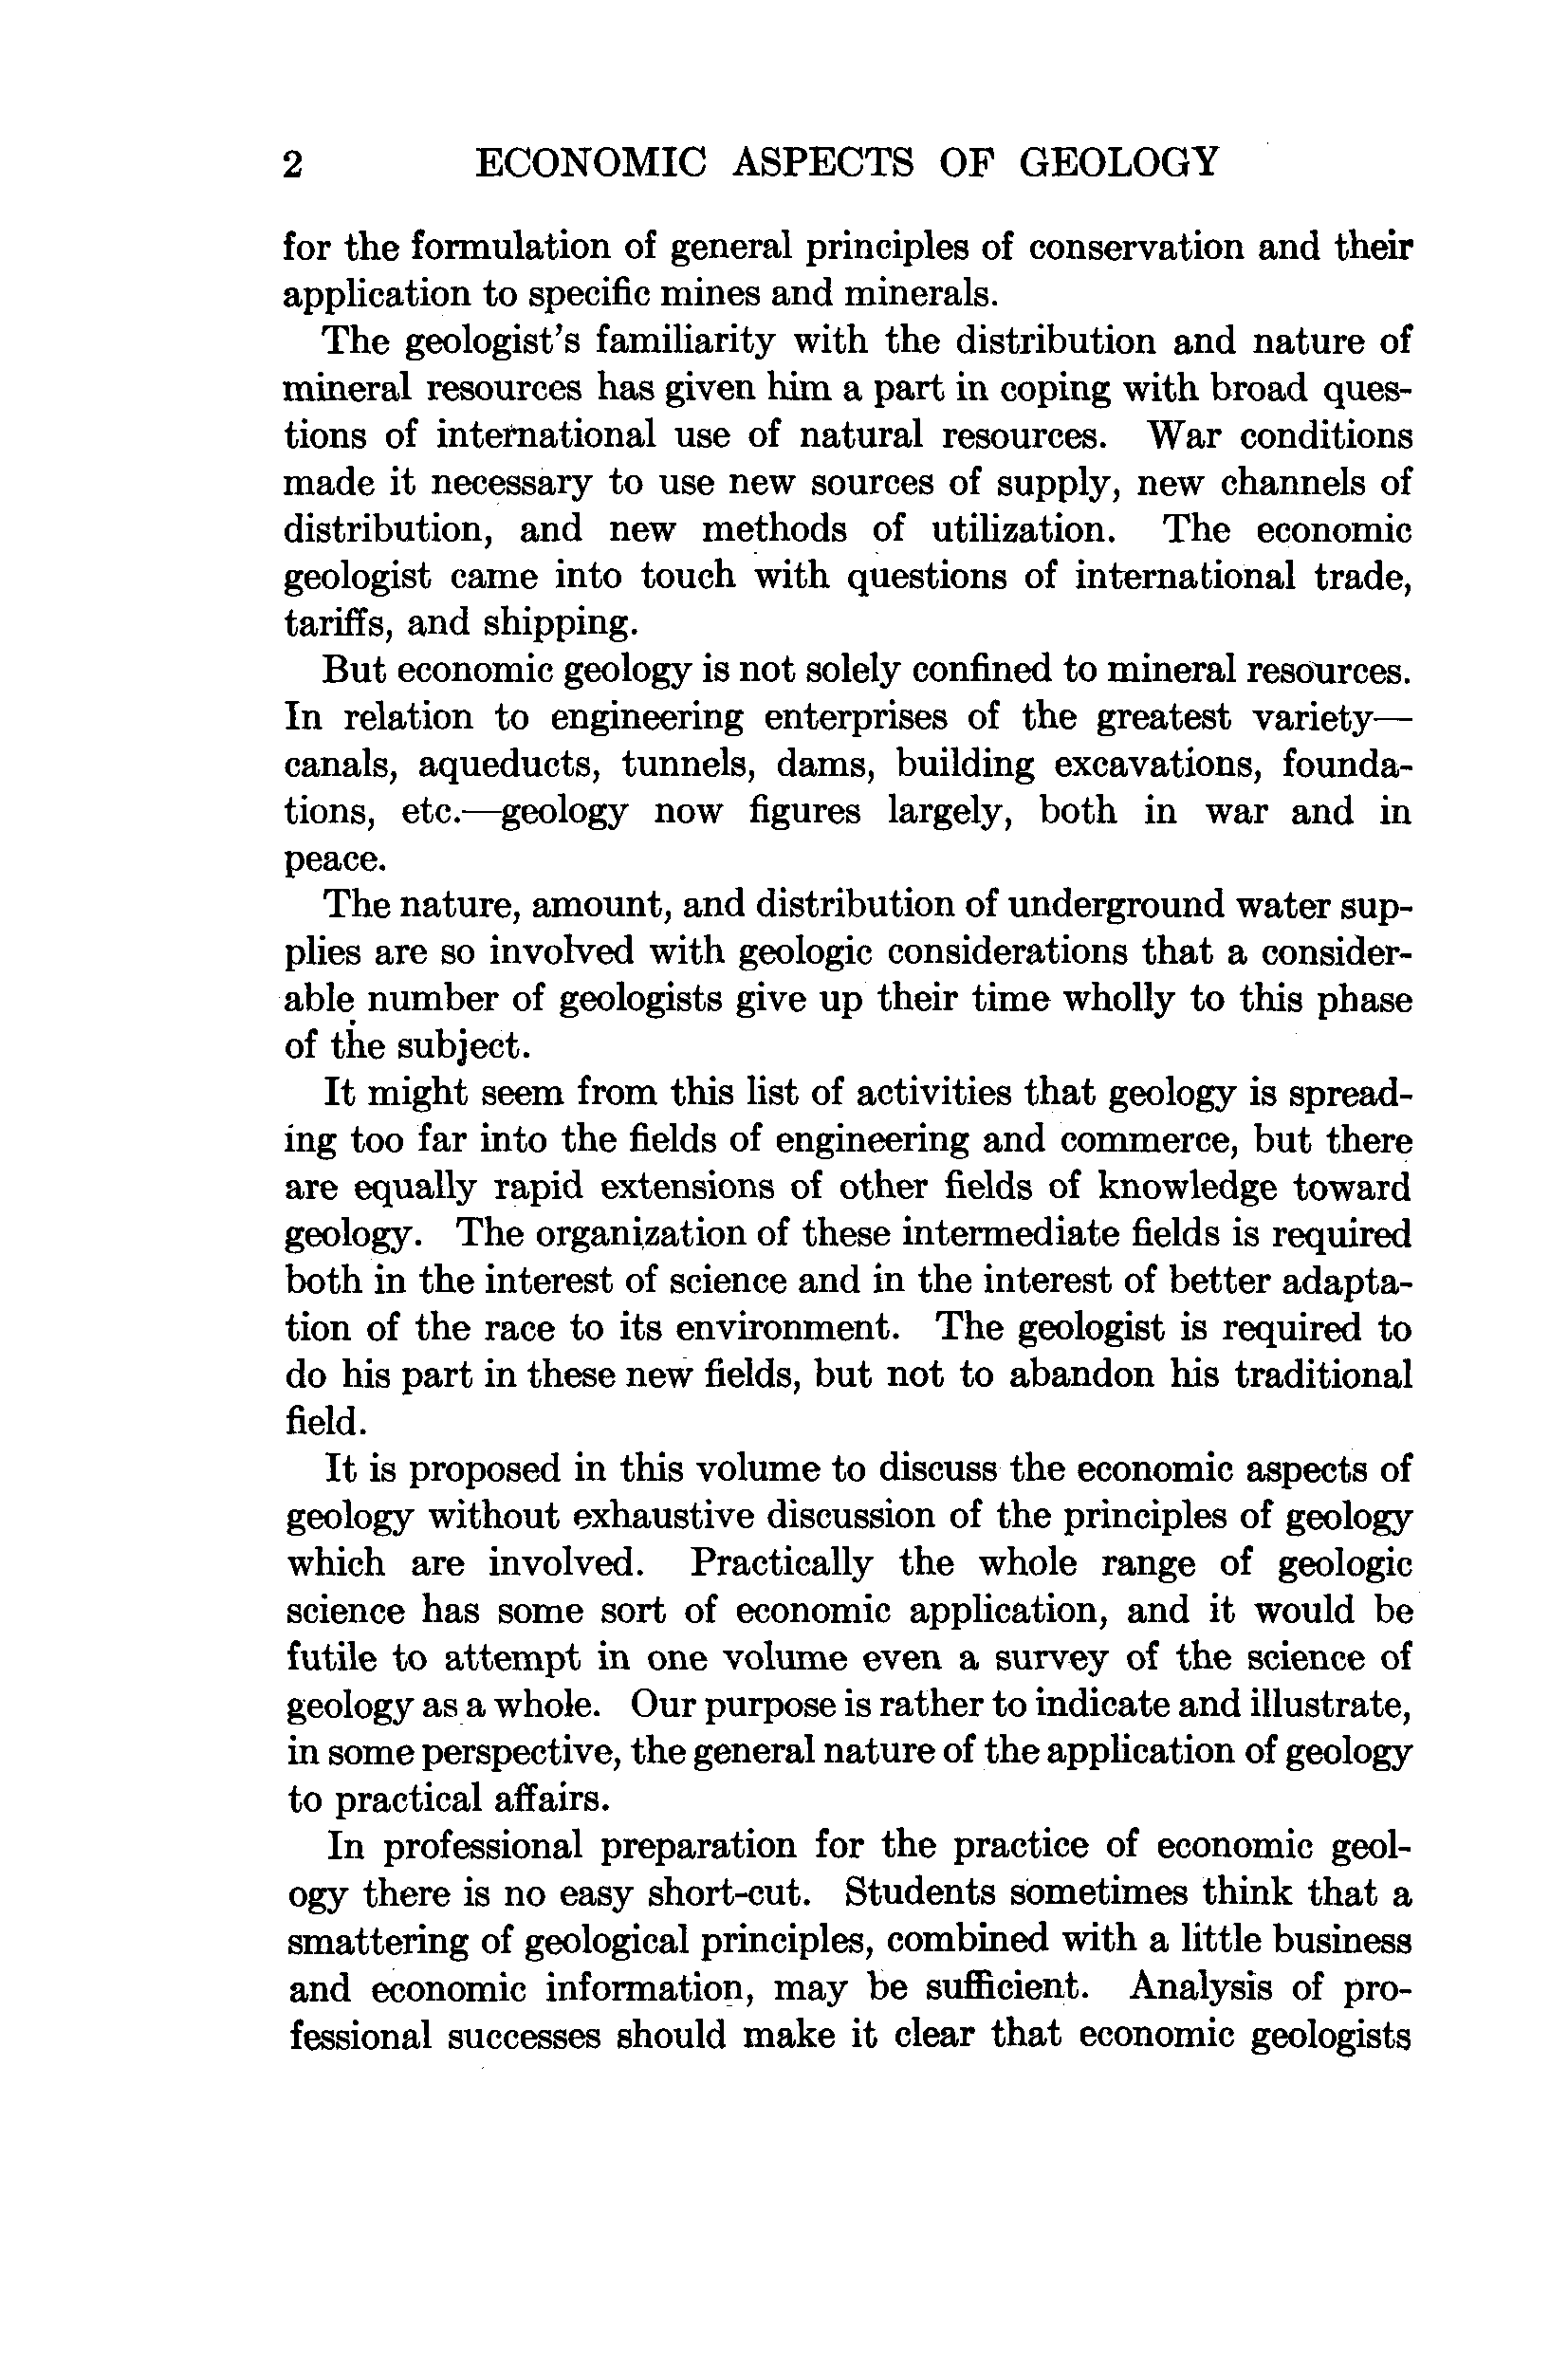 2 ECONOMIC ASPECTS OF GEOLOGY
for the formulation of general principles of conservation and their
application to specific mines and minerals.
The geologist's familiarity with the distribution and nature of
mineral resources has given him a part in coping with broad ques-
tions of international use of natural resources. War conditions
made it necessary to use new sources of supply, new channels of
distribution, and new methods of utilization. The economic
geologist came into touch with questions of international trade,
tariffs, and shipping.
But economic geology is not solely confined to mineral resources.
In relation to engineering enterprises of the greatest variety—
canals, aqueducts, tunnels, dams, building excavations, founda-
tions, etc.—geology now figures largely, both in war and in
peace.
The nature, amount, and distribution of underground water sup-
plies are so involved with geologic considerations that a consider-
able number of geologists give up their time wholly to this phase
of the subject.
It might seem from this list of activities that geology is spread-
ing too far into the fields of engineering and commerce, but there
are equally rapid extensions of other fields of knowledge toward
geology. The organization of these intermediate fields is required
both in the interest of science and in the interest of better adapta-
tion of the race to its environment. The geologist is required to
do his part in these new fields, but not to abandon his traditional
field.
It is proposed in this volume to discuss the economic aspects of
geology without exhaustive discussion of the principles of geology
which are involved. Practically the whole range of geologic
science has some sort of economic application, and it would be
futile to attempt in one volume even a survey of the science of
geology as a whole. Our purpose is rather to indicate and illustrate,
in some perspective, the general nature of the application of geology
to practical affairs.
In professional preparation for the practice of economic geol-
ogy there is no easy short-cut. Students sometimes think that a
smattering of geological principles, combined with a little business
and economic information, may be sufficient. Analysis of pro-
fessional successes should make it clear that economic geologists